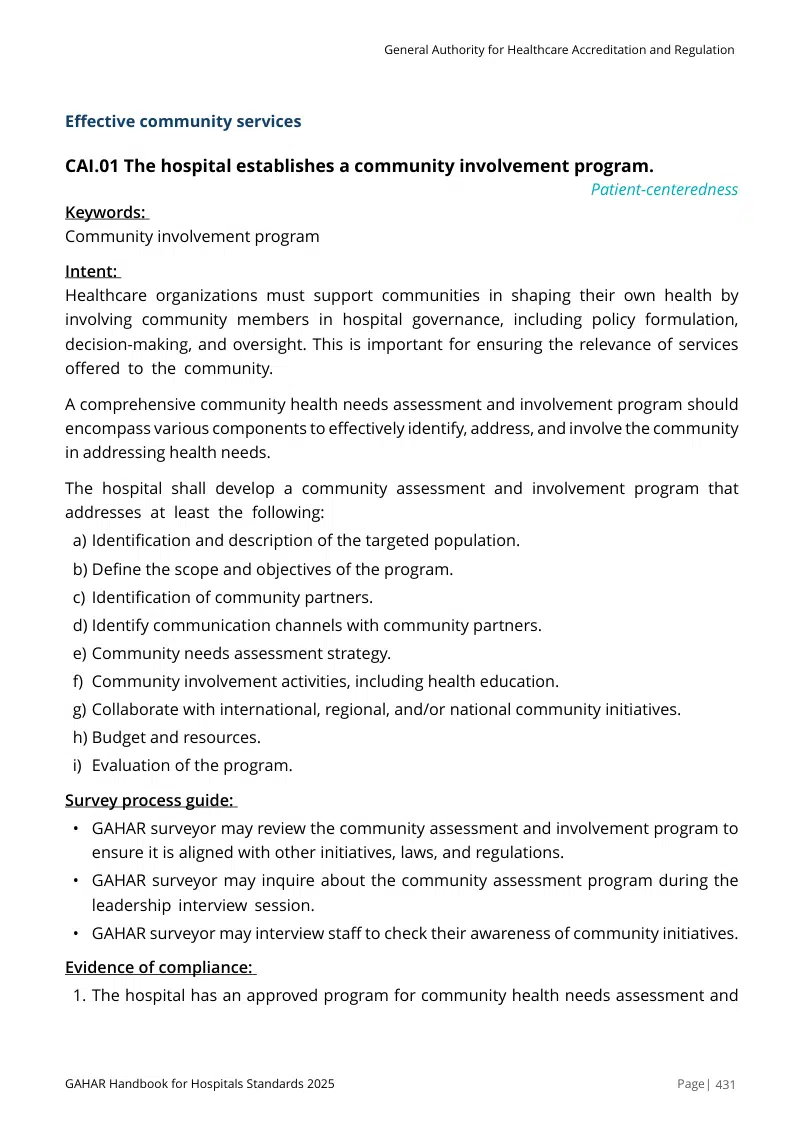 General Authority for Healthcare Accreditation and Regulation
Effective community services
CAI.01 The hospital establishes a community involvement program.
Patient-centeredness
Keywords:
Community involvement program
Intent:
Healthcare organizations must support communities in shaping their own health by
involving community members in hospital governance, including policy formulation,
decision-making, and oversight. This is important for ensuring the relevance of services
offered to the community.
A comprehensive community health needs assessment and involvement program should
encompass various components to effectively identify, address, and involve the community
in addressing health needs.
The hospital shall develop a community assessment and involvement program that
addresses at least the following:
a) Identification and description of the targeted population.
b) Define the scope and objectives of the program.
c) Identification of community partners.
d) Identify communication channels with community partners.
e) Community needs assessment strategy.
f) Community involvement activities, including health education.
g) Collaborate with international, regional, and/or national community initiatives.
h) Budget and resources.
i) Evaluation of the program.
Survey process guide:
• GAHAR surveyor may review the community assessment and involvement program to
ensure it is aligned with other initiatives, laws, and regulations.
• GAHAR surveyor may inquire about the community assessment program during the
leadership interview session.
• GAHAR surveyor may interview staff to check their awareness of community initiatives.
Evidence of compliance:
1. The hospital has an approved program for community health needs assessment and
GAHAR Handbook for Hospitals Standards 2025
Page| 431